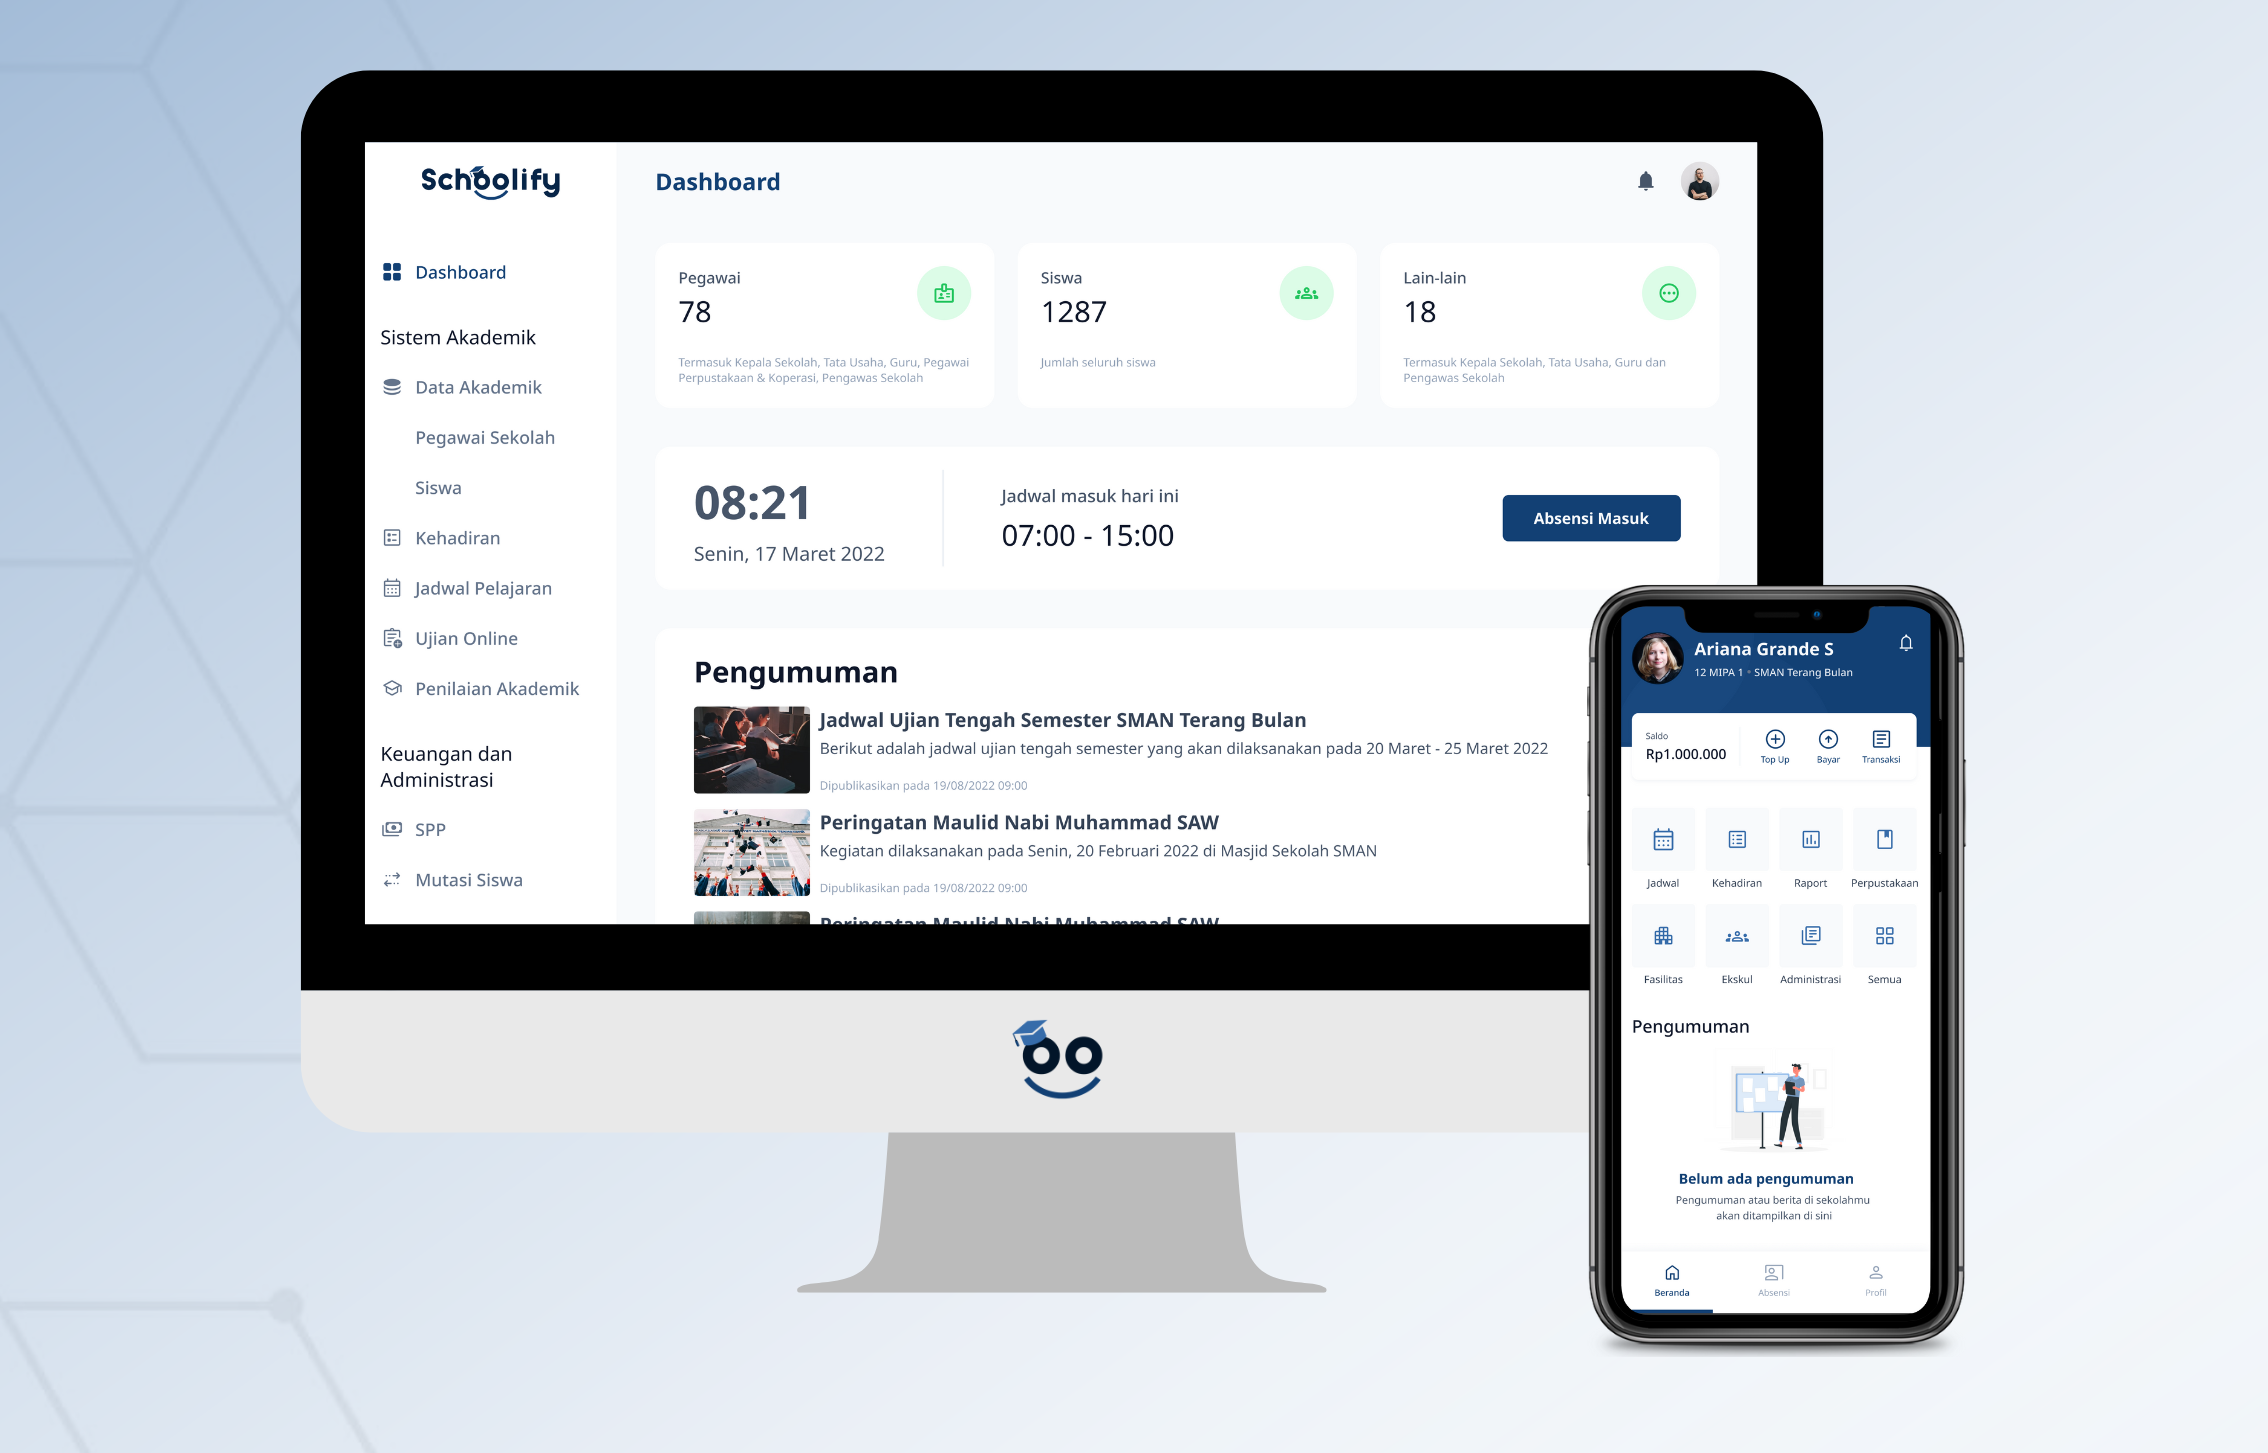 Schoolify
Dashboard
Sistem Akademik
Data Akademik
Pegawai Sekolah
Siswa
Kehadiran
Jadwal Pelajaran
Ujian Online
Penilaian Akademik
Keuangan dan
Administrasi
SPP
Mutasi Siswa
Dashboard
Pegawai
78
Termasuk Kepala Sekolah, Tata Usaha, Guru, Pegawai
Perpustakaan & Koperasi, Pengawas Sekolah
Siswa
1287
Jumlah seluruh siswa
Lain-lain
18
Termasuk Kepala Sekolah, Tata Usaha, Guru dan
Pengawas Sekolah
08:21
Senin, 17 Maret 2022
Jadwal masuk hari ini
07:00 - 15:00
Absensi Masuk
Pengumuman
Jadwal Ujian Tengah Semester SMAN Terang Bulan
Berikut adalah jadwal ujian tengah semester yang akan dilaksanakan pada 20 Maret - 25 Maret 2022
Dipublikasikan pada 19/08/2022 09:00
Peringatan Maulid Nabi Muhammad SAW
Kegiatan dilaksanakan pada Senin, 20 Februari 2022 di Masjid Sekolah SMAN
Dipublikasikan pada 19/08/2022 09:00
Peringatan Maulid Nabi Muhammad SAW
Ariana Grande S
12 MIPA 1 • SMAN Terang Bulan
Saldo
Rp1.000.000
Top Up
Bayar
Transaksi
Jadwal
Kehadiran
Raport
Perpustakaan
Fasilitas
Ekskul
Administrasi
Semua
Pengumuman
Belum ada pengumuman
Pengumuman atau berita di sekolahmu
akan ditampilkan di sini
Beranda
Absensi
Profil